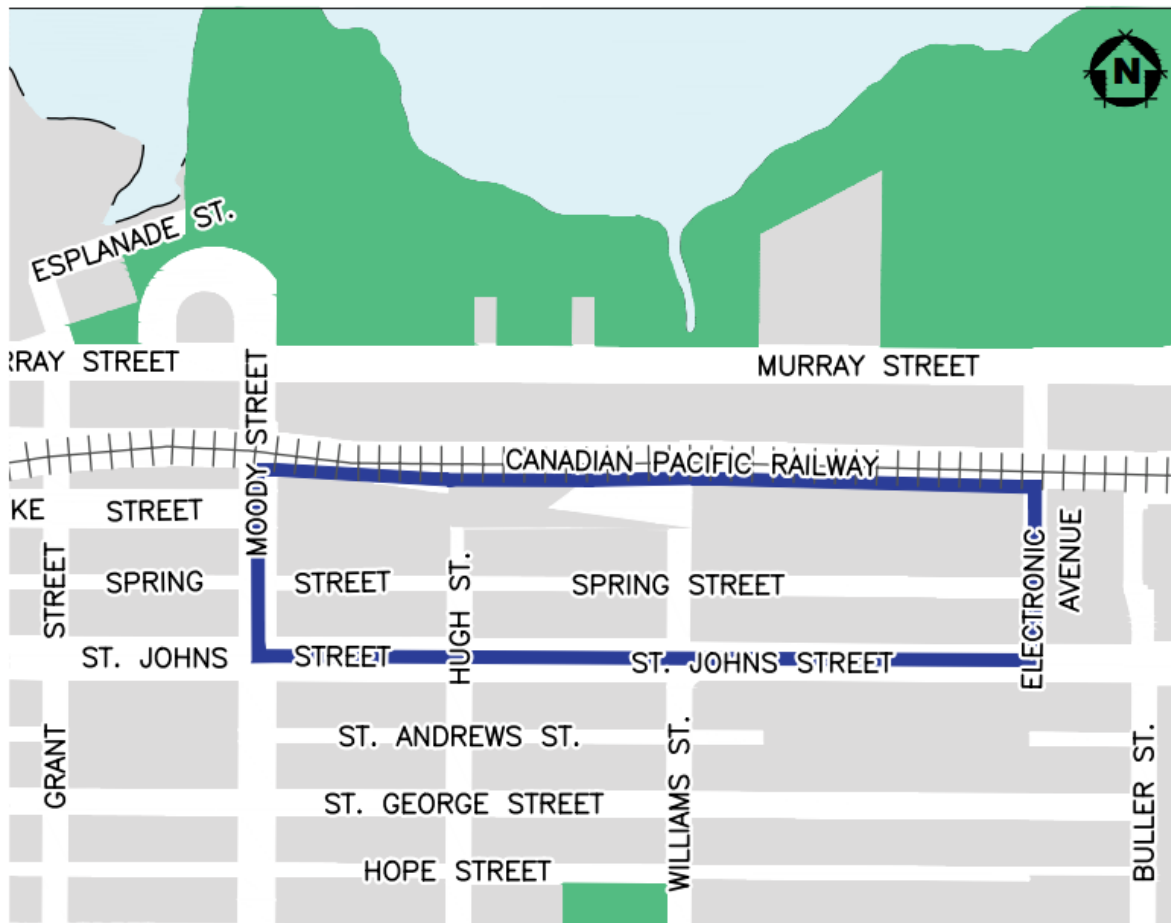 N
ESPLANADE ST.
RRAY STREET
MOODY STREET
MURRAY STREET
CANADIAN PACIFIC RAILWAY
KE STREET
STREET
SPRING STREET
HUGH ST.
SPRING STREET
ELECTRONIC
AVENUE
ST. JOHNS STREET
ST. JOHNS STREET
GRANT
ST. ANDREWS ST.
WILLIAMS ST.
BULLER ST.
ST. GEORGE STREET
HOPE STREET